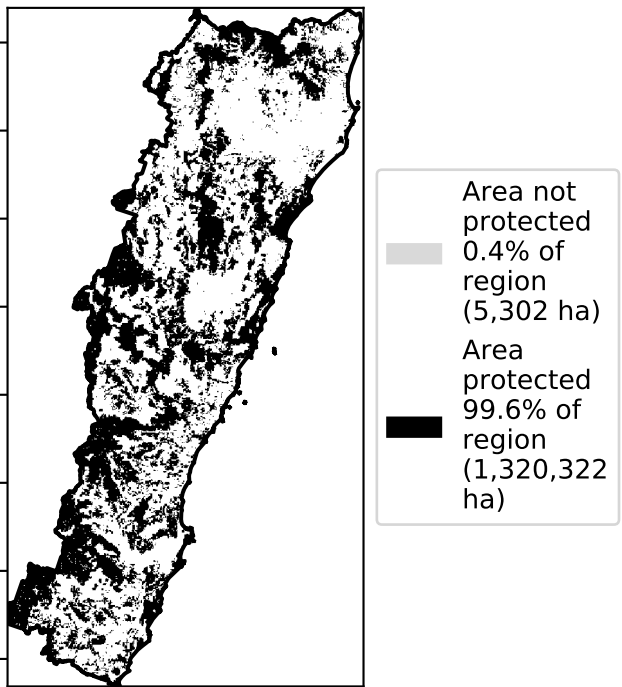 Area not
protected
0.4% of
region
(5,302 ha)
Area
protected
99.6% of
region
(1,320,322
ha)